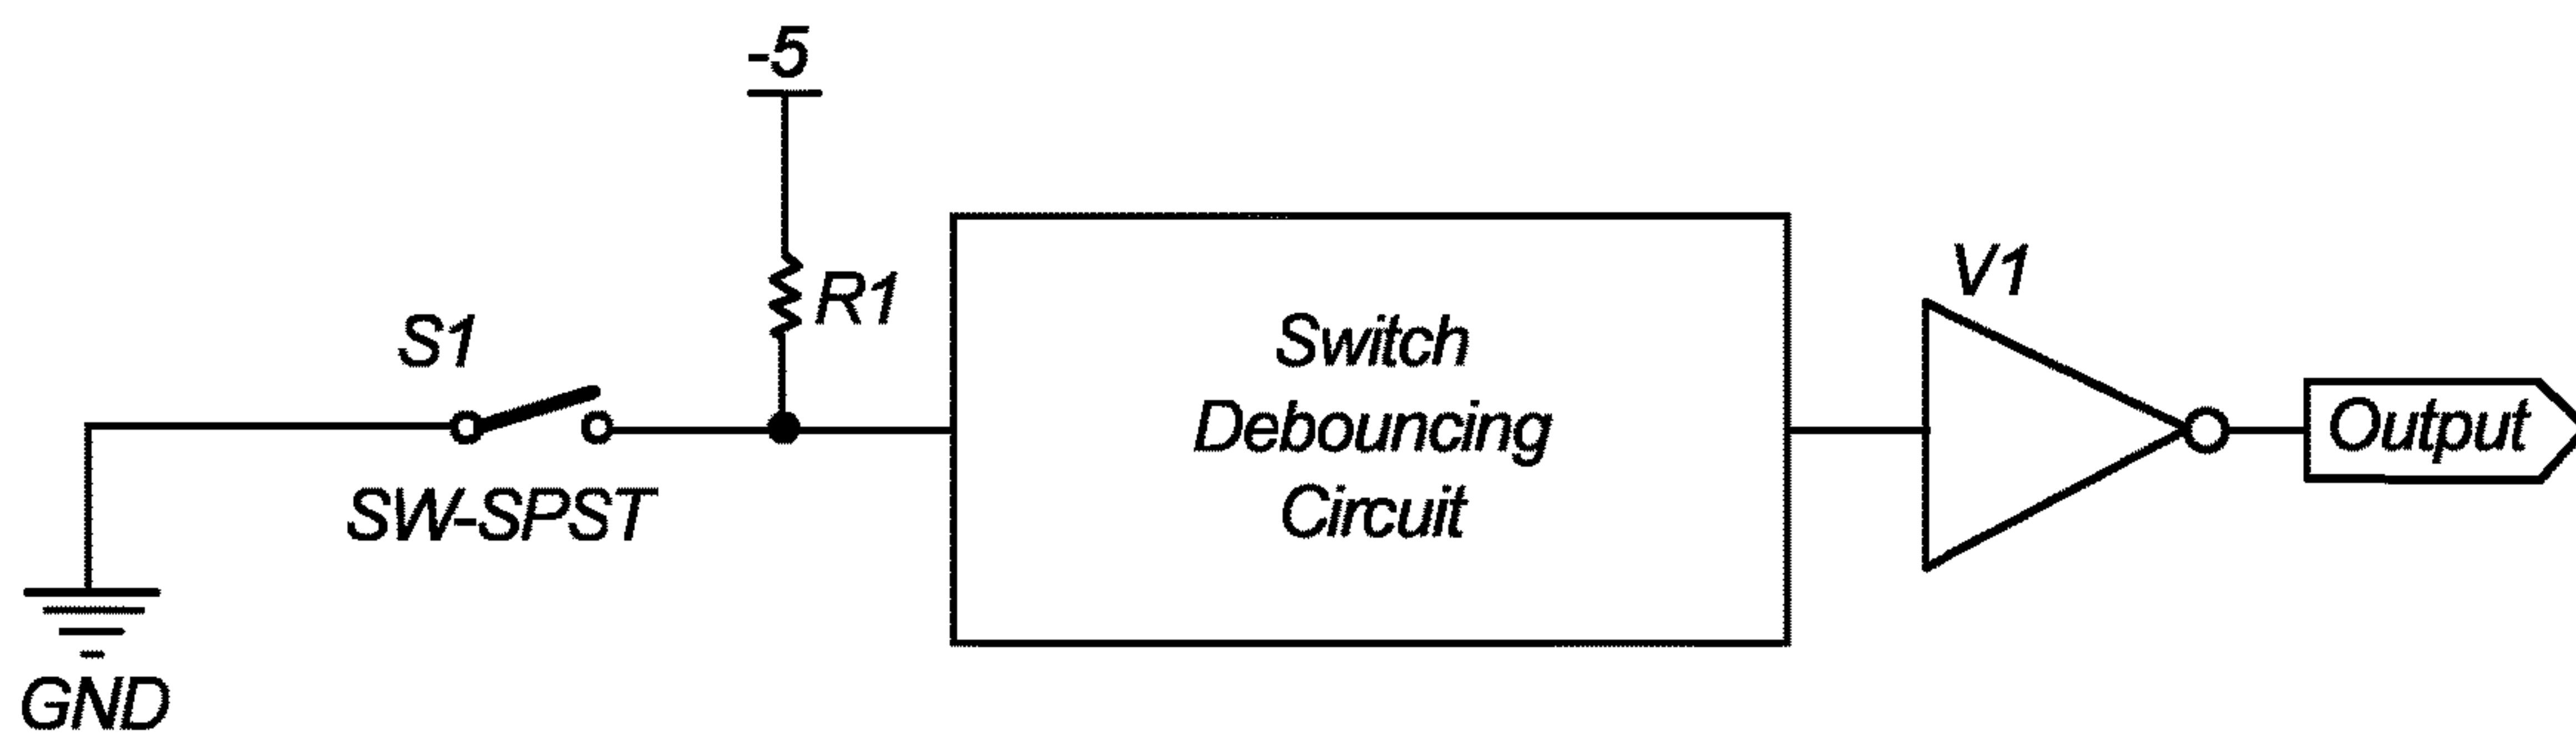 -5
R1
S1
SW-SPST
GND
Switch
Debouncing
Circuit
V1
Output